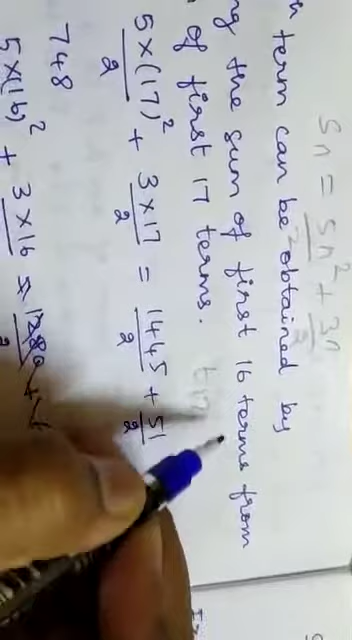 Sn = 5n² + 3n
2 2
n term can be obtained by
ng the sum of first 16 terms from
of first 17 terms.
5×(17)² + 3×17 = 1445 + 51
2 2 2 2
748
5×(16)² + 3×16 = 1280 +